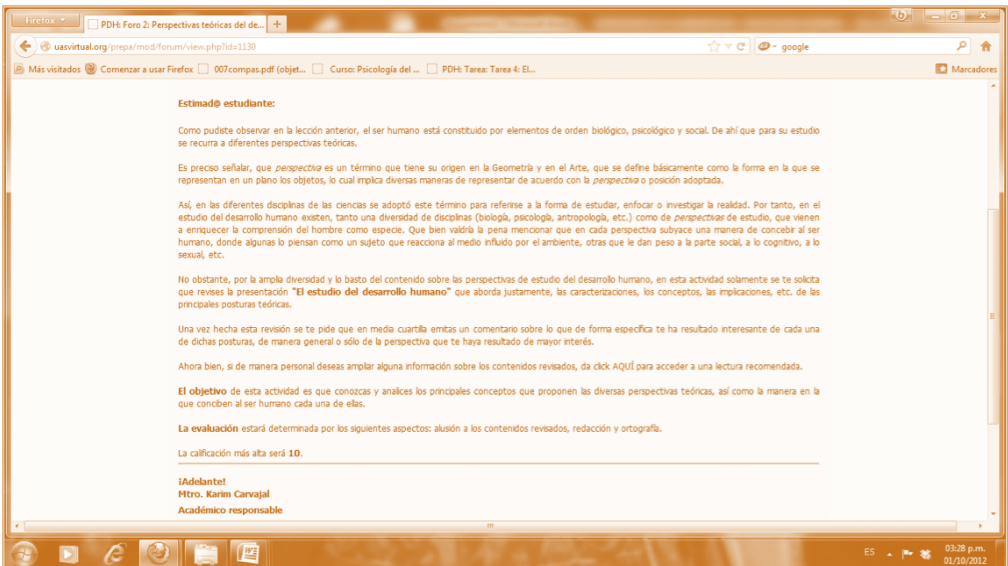 Firefox
PDH: Foro 2: Perspectivas teóricas del de...
uasvirtual.org/prepa/mod/forum/view.php?id=1130
google
Más visitados Comenzar a usar Firefox 007compas.pdf (objet... Curso: Psicología del ... PDH: Tarea: Tarea 4: El... Marcadores
Estimad@ estudiante:
Como pudiste observar en la lección anterior, el ser humano está constituido por elementos de orden biológico, psicológico y social. De ahí que para su estudio
se recurra a diferentes perspectivas teóricas.
Es preciso señalar, que perspectiva es un término que tiene su origen en la Geometría y en el Arte, que se define básicamente como la forma en la que se
representan en un plano los objetos, lo cual implica diversas maneras de representar de acuerdo con la perspectiva o posición adoptada.
Así, en las diferentes disciplinas de las ciencias se adoptó este término para referirse a la forma de estudiar, enfocar o investigar la realidad. Por tanto, en el
estudio del desarrollo humano existen, tanto una diversidad de disciplinas (biología, psicología, antropología, etc.) como de perspectivas de estudio, que vienen
a enriquecer la comprensión del hombre como especie. Que bien valdría la pena mencionar que en cada perspectiva subyace una manera de concebir al ser
humano, donde algunas lo piensan como un sujeto que reacciona al medio influido por el ambiente, otras que le dan peso a la parte social, a lo cognitivo, a lo
sexual, etc.
No obstante, por la amplia diversidad y lo basto del contenido sobre las perspectivas de estudio del desarrollo humano, en esta actividad solamente se te solicita
que revises la presentación "El estudio del desarrollo humano" que aborda justamente, las caracterizaciones, los conceptos, las implicaciones, etc. de las
principales posturas teóricas.
Una vez hecha esta revisión se te pide que en media cuartilla emitas un comentario sobre lo que de forma específica te ha resultado interesante de cada una
de dichas posturas, de manera general o sólo de la perspectiva que te haya resultado de mayor interés.
Ahora bien, si de manera personal deseas ampliar alguna información sobre los contenidos revisados, da click AQUÍ para acceder a una lectura recomendada.
El objetivo de esta actividad es que conozcas y analices los principales conceptos que proponen las diversas perspectivas teóricas, así como la manera en la
que conciben al ser humano cada una de ellas.
La evaluación estará determinada por los siguientes aspectos: alusión a los contenidos revisados, redacción y ortografía.
La calificación más alta será 10.
¡Adelante!
Mtro. Karim Carvajal
Académico responsable
ES
03:28 p.m.
01/10/2012